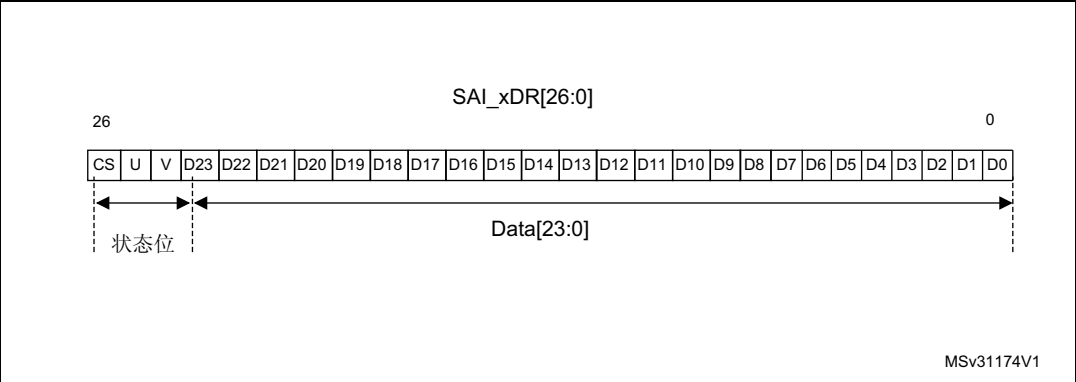 SAI_xDR[26:0]
26 0
CS U V D23 D22 D21 D20 D19 D18 D17 D16 D15 D14 D13 D12 D11 D10 D9 D8 D7 D6 D5 D4 D3 D2 D1 D0
状态位 Data[23:0]
MSv31174V1